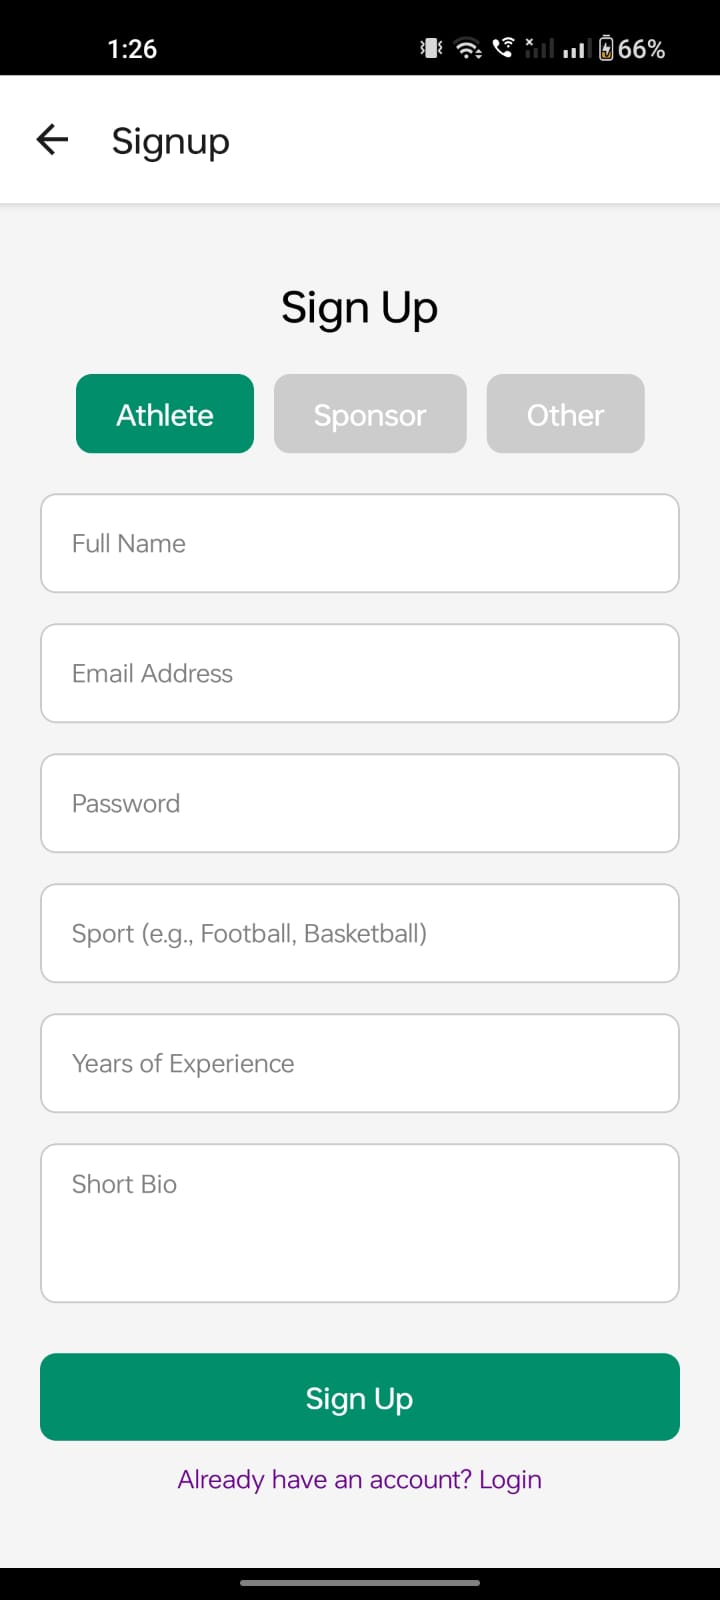 1:26
66%
Signup
Sign Up
Athlete Sponsor Other
Full Name
Email Address
Password
Sport (e.g., Football, Basketball)
Years of Experience
Short Bio
Sign Up
Already have an account? Login